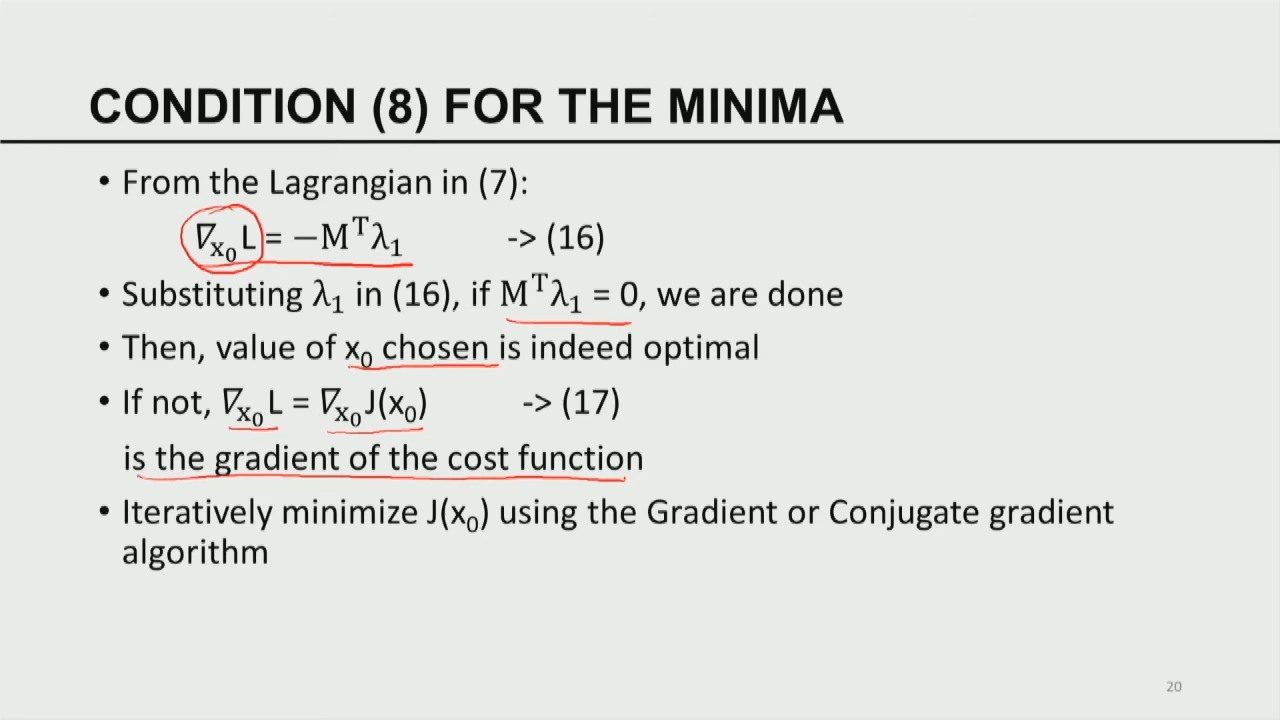 CONDITION (8) FOR THE MINIMA
• From the Lagrangian in (7):
∇x₀L = −Mᵀλ₁ -> (16)
• Substituting λ₁ in (16), if Mᵀλ₁ = 0, we are done
• Then, value of x₀ chosen is indeed optimal
• If not, ∇x₀L = ∇x₀J(x₀) -> (17)
is the gradient of the cost function
• Iteratively minimize J(x₀) using the Gradient or Conjugate gradient
algorithm
20